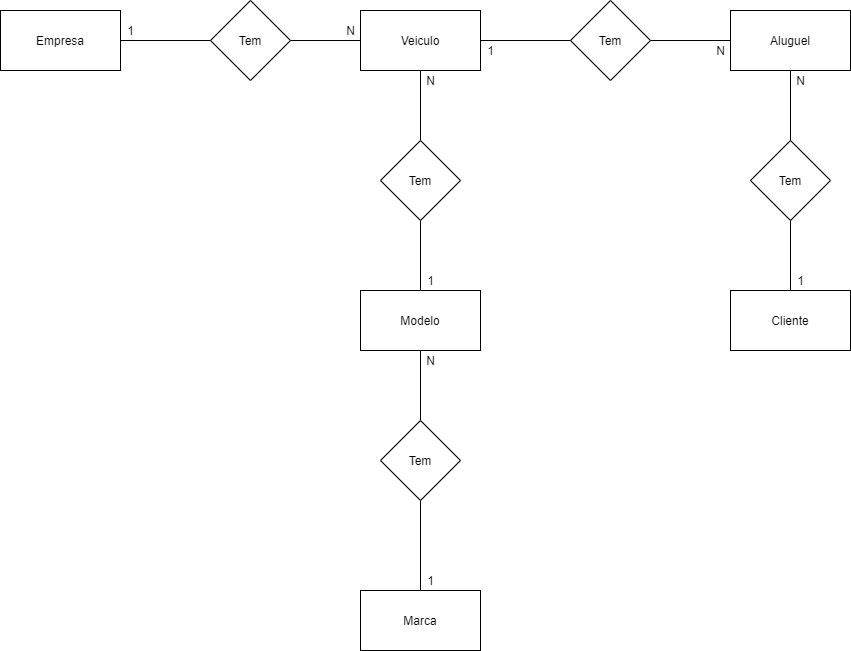 Empresa
1
Tem
N
Veiculo
1
Tem
N
Aluguel
N
N
Tem
Tem
1
1
Modelo
Cliente
N
Tem
1
Marca